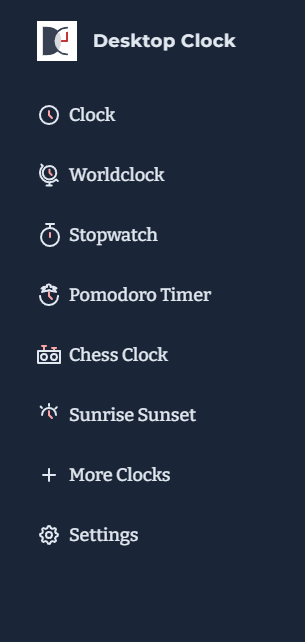 Desktop Clock
Clock
Worldclock
Stopwatch
Pomodoro Timer
Chess Clock
Sunrise Sunset
More Clocks
Settings